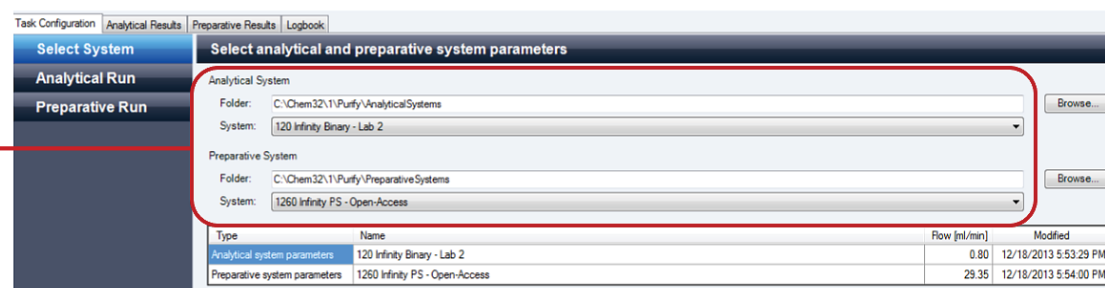 Task Configuration Analytical Results Preparative Results Logbook
Select System Select analytical and preparative system parameters
Analytical Run
Preparative Run
Analytical System
Folder: C:\Chem32\1\Purify\AnalyticalSystems Browse...
System: 120 Infinity Binary - Lab 2
Preparative System
Folder: C:\Chem32\1\Purify\PreparativeSystems Browse...
System: 1260 Infinity PS - Open-Access
Type Name Flow [ml/min] Modified
Analytical system parameters 120 Infinity Binary - Lab 2 0.80 12/18/2013 5:53:29 PM
Preparative system parameters 1260 Infinity PS - Open-Access 29.35 12/18/2013 5:54:00 PM